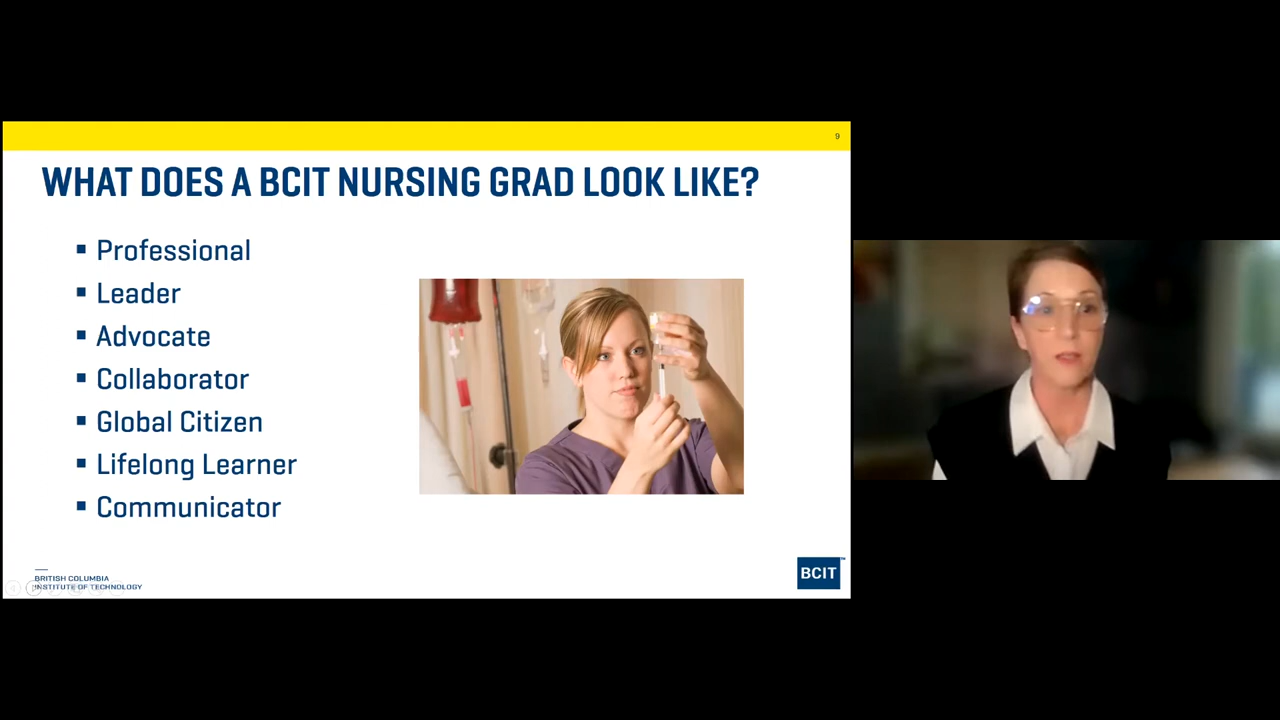 9
WHAT DOES A BCIT NURSING GRAD LOOK LIKE?
▪ Professional
▪ Leader
▪ Advocate
▪ Collaborator
▪ Global Citizen
▪ Lifelong Learner
▪ Communicator
BRITISH COLUMBIA
INSTITUTE OF TECHNOLOGY
BCIT™